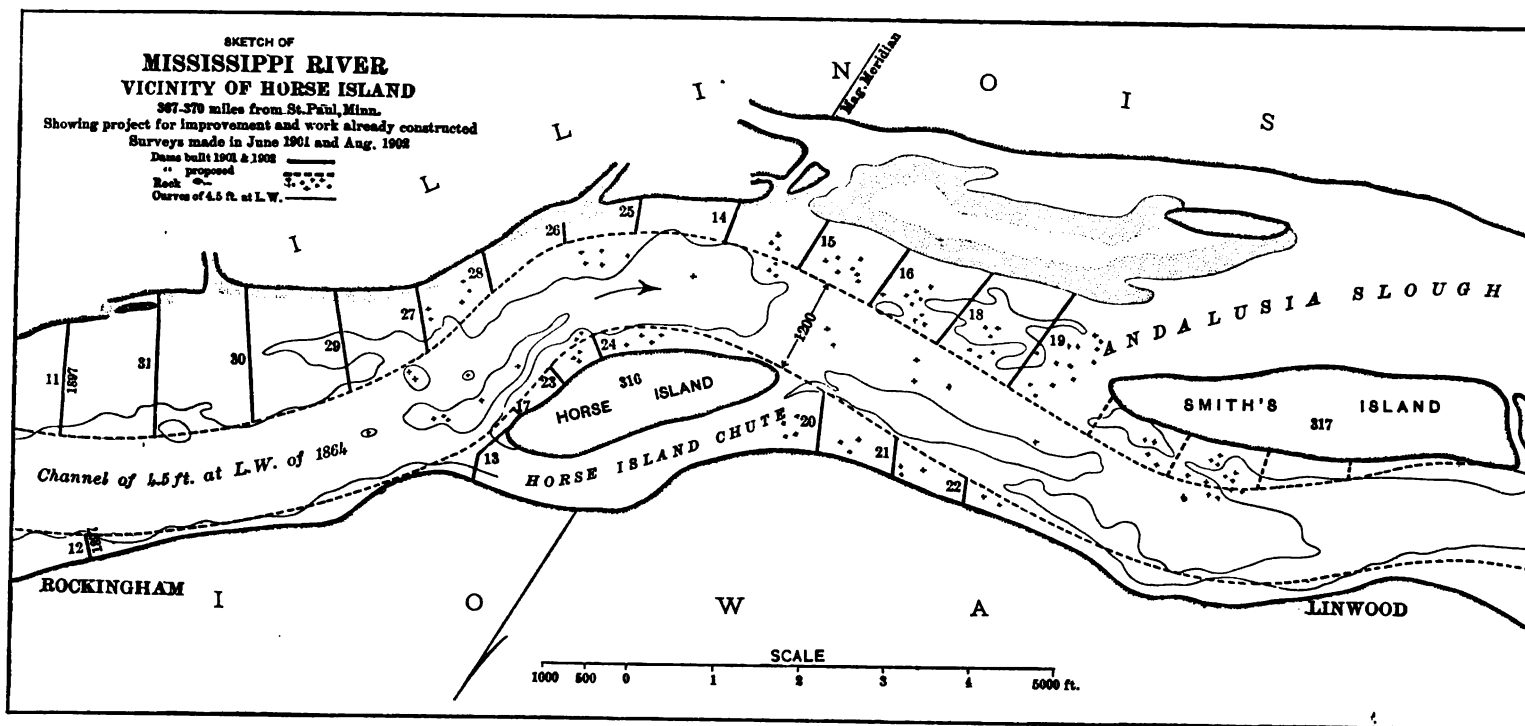 SKETCH OF
MISSISSIPPI RIVER
VICINITY OF HORSE ISLAND
367-370 miles from St.Paul, Minn.
Showing project for improvement and work already constructed
Surveys made in June 1901 and Aug. 1902
Dams built 1901 & 1902
" proposed
Rock
Curves of 4.5 ft. at L.W.
ILLINOIS
Mag. Meridian
25
14
26
15
28
16
27
18
29
30
31
11
1897
19
ANDALUSIA SLOUGH
1200
24
23
17
316
HORSE ISLAND
SMITH'S ISLAND
317
HORSE ISLAND CHUTE
20
21
22
13
Channel of 4.5 ft. at L.W. of 1864
12
1897
ROCKINGHAM
IOWA
LINWOOD
SCALE
1000 500 0 1 2 3 4 5000 ft.